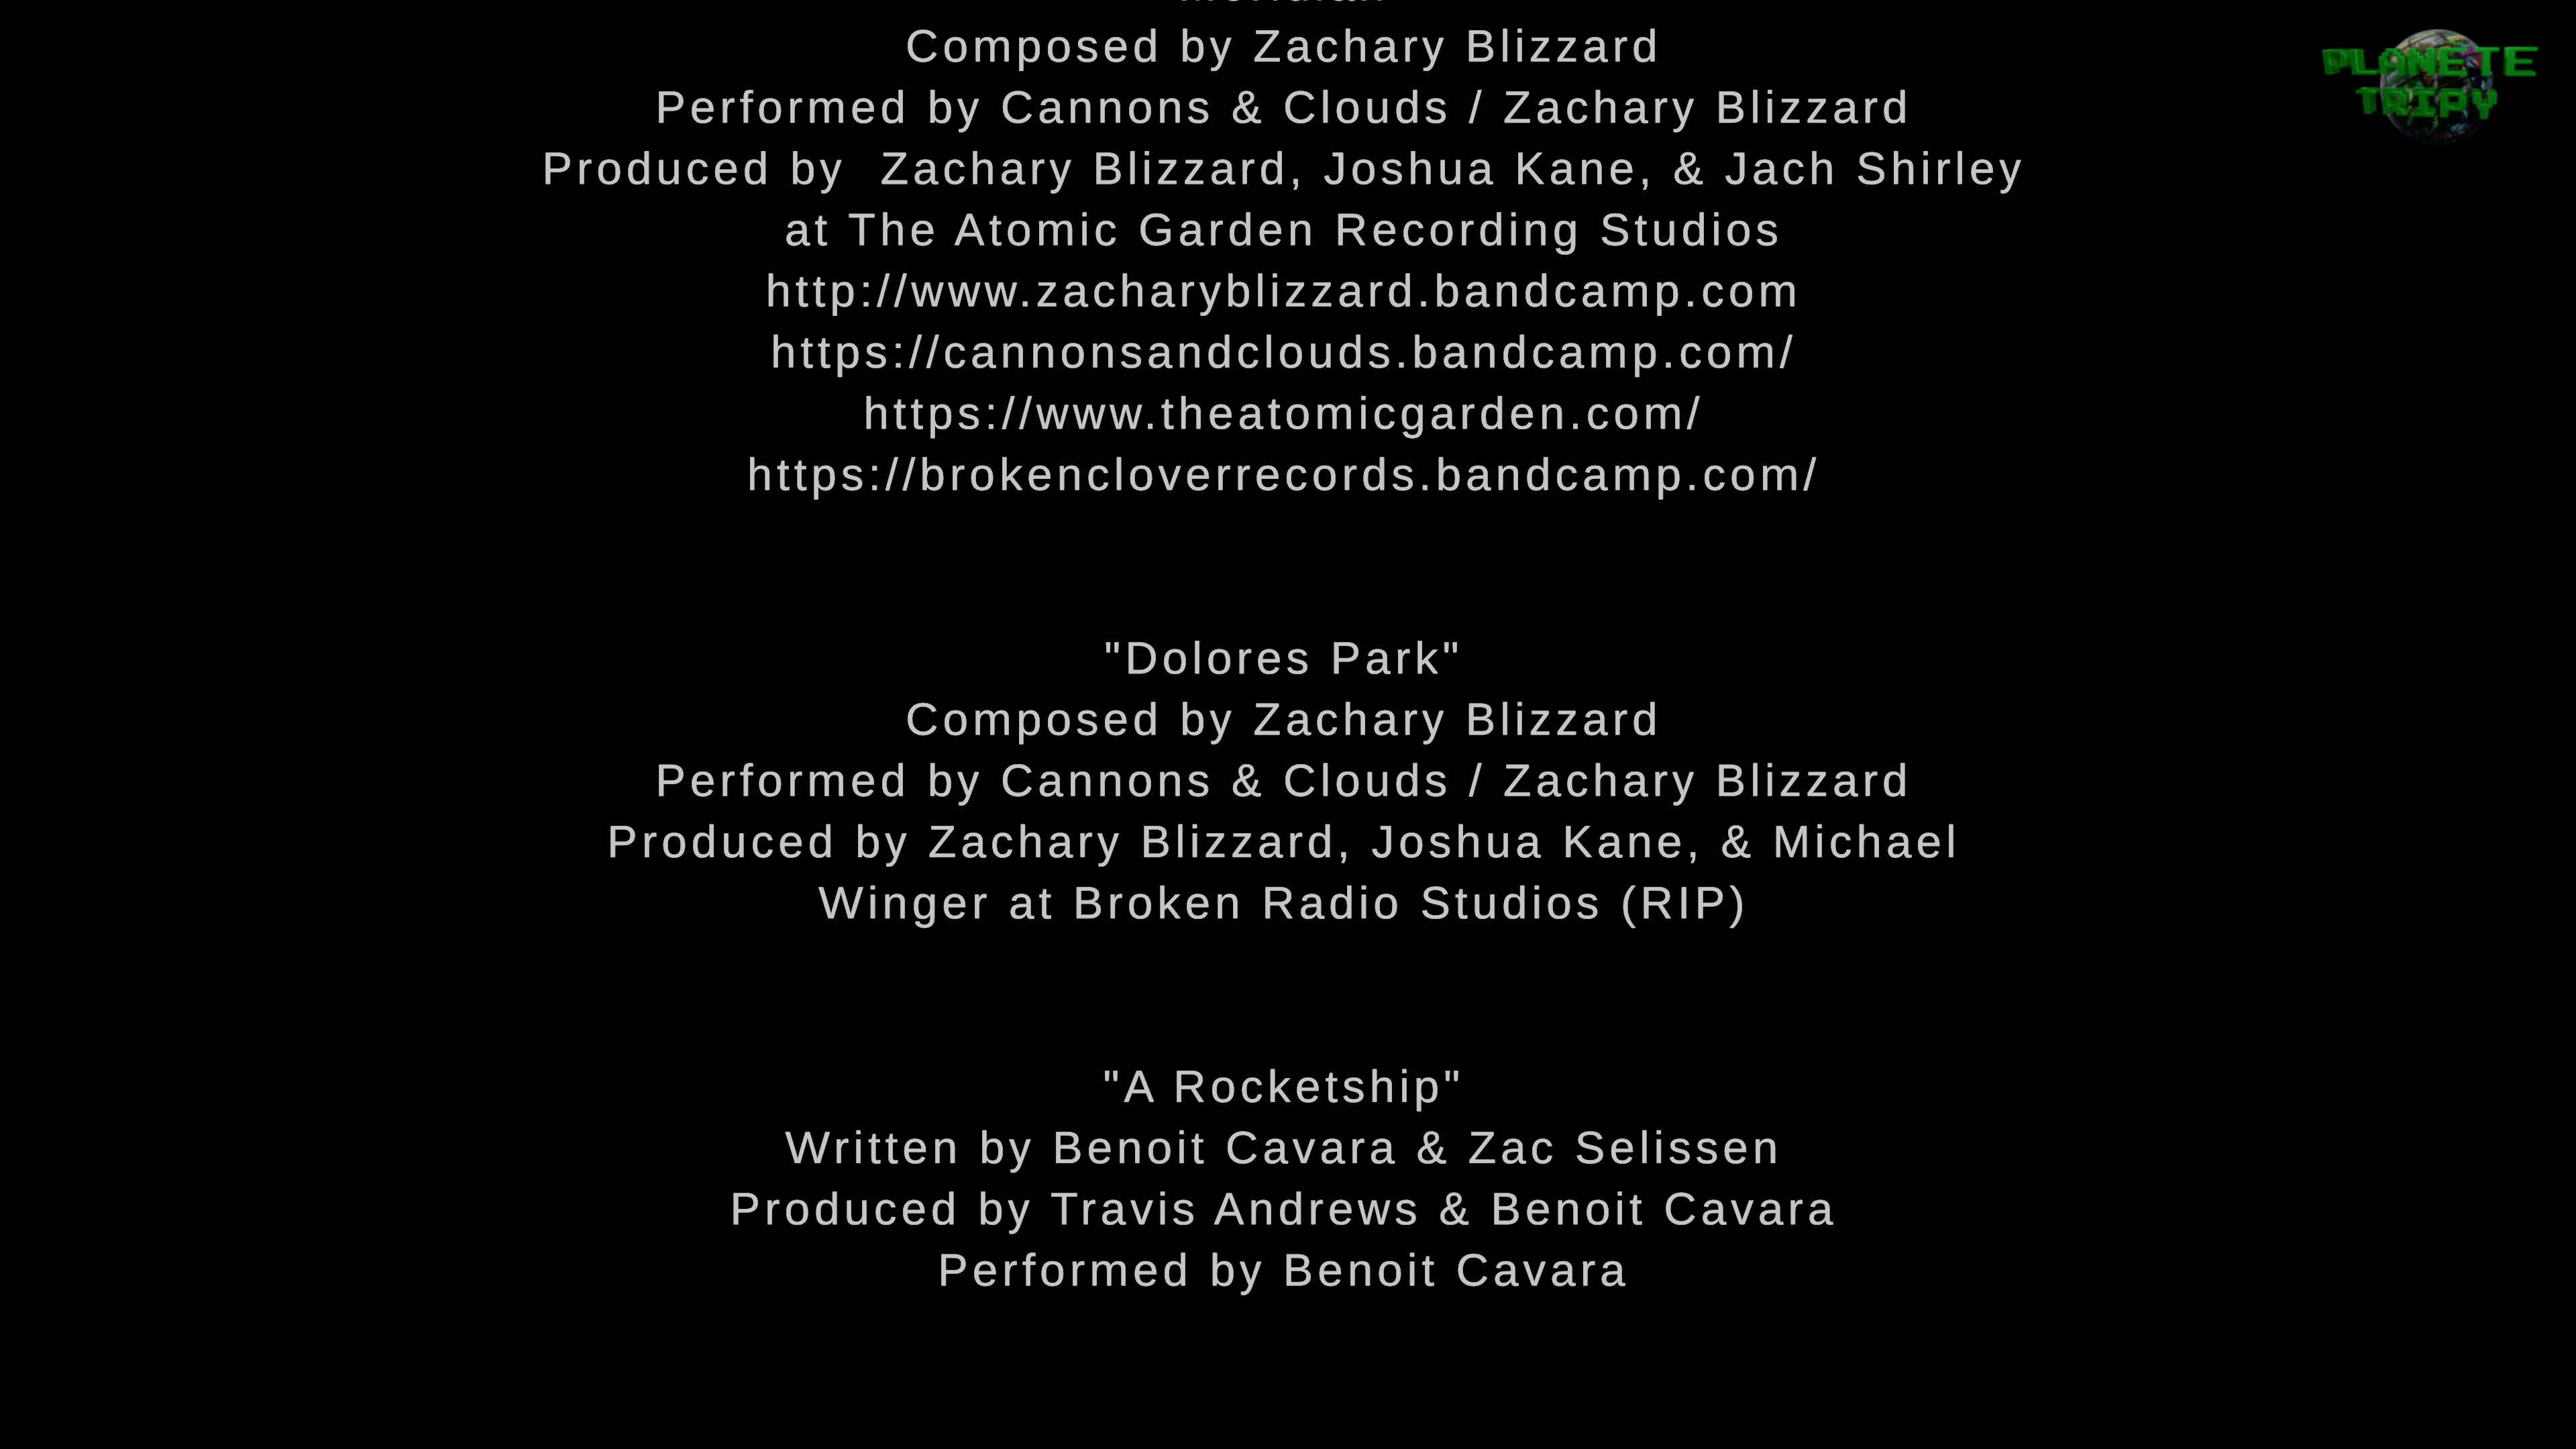 Composed by Zachary Blizzard
Performed by Cannons & Clouds / Zachary Blizzard
Produced by  Zachary Blizzard, Joshua Kane, & Jach Shirley
at The Atomic Garden Recording Studios
http://www.zacharyblizzard.bandcamp.com
https://cannonsandclouds.bandcamp.com/
https://www.theatomicgarden.com/
https://brokencloverrecords.bandcamp.com/
"Dolores Park"
Composed by Zachary Blizzard
Performed by Cannons & Clouds / Zachary Blizzard
Produced by Zachary Blizzard, Joshua Kane, & Michael
Winger at Broken Radio Studios (RIP)
"A Rocketship"
Written by Benoit Cavara & Zac Selissen
Produced by Travis Andrews & Benoit Cavara
Performed by Benoit Cavara
PLANETE
TRIPY